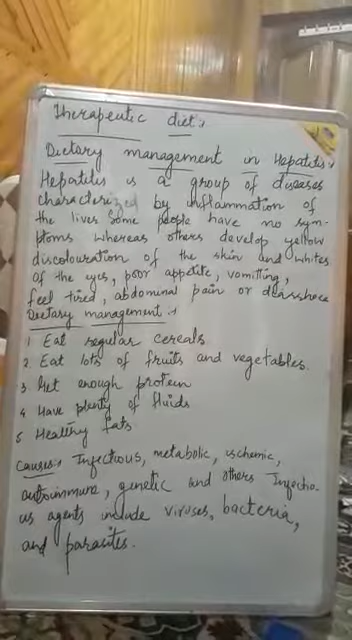 Therapeutic diet:
Dietary management in Hepatitis:
Hepatitis is a group of diseases
characterized by inflammation of
the lives Some people have no sym-
ptoms whereas others develop yellow
discolouration of the skin and whites
of the eyes, poor appetite, vomitting,
feel tired, abdominal pain or
Dietary management:
1 Eat regular cereals
2. Eat lots of fruits and vegetables.
3 Get enough protein
4 Have plenty of fluids
5 Healthy fats
Causes: Infectious, metabolic, ischemic,
autoimmune, genetic and others Infectio-
us agents include viruses, bacteria,
and parasites.